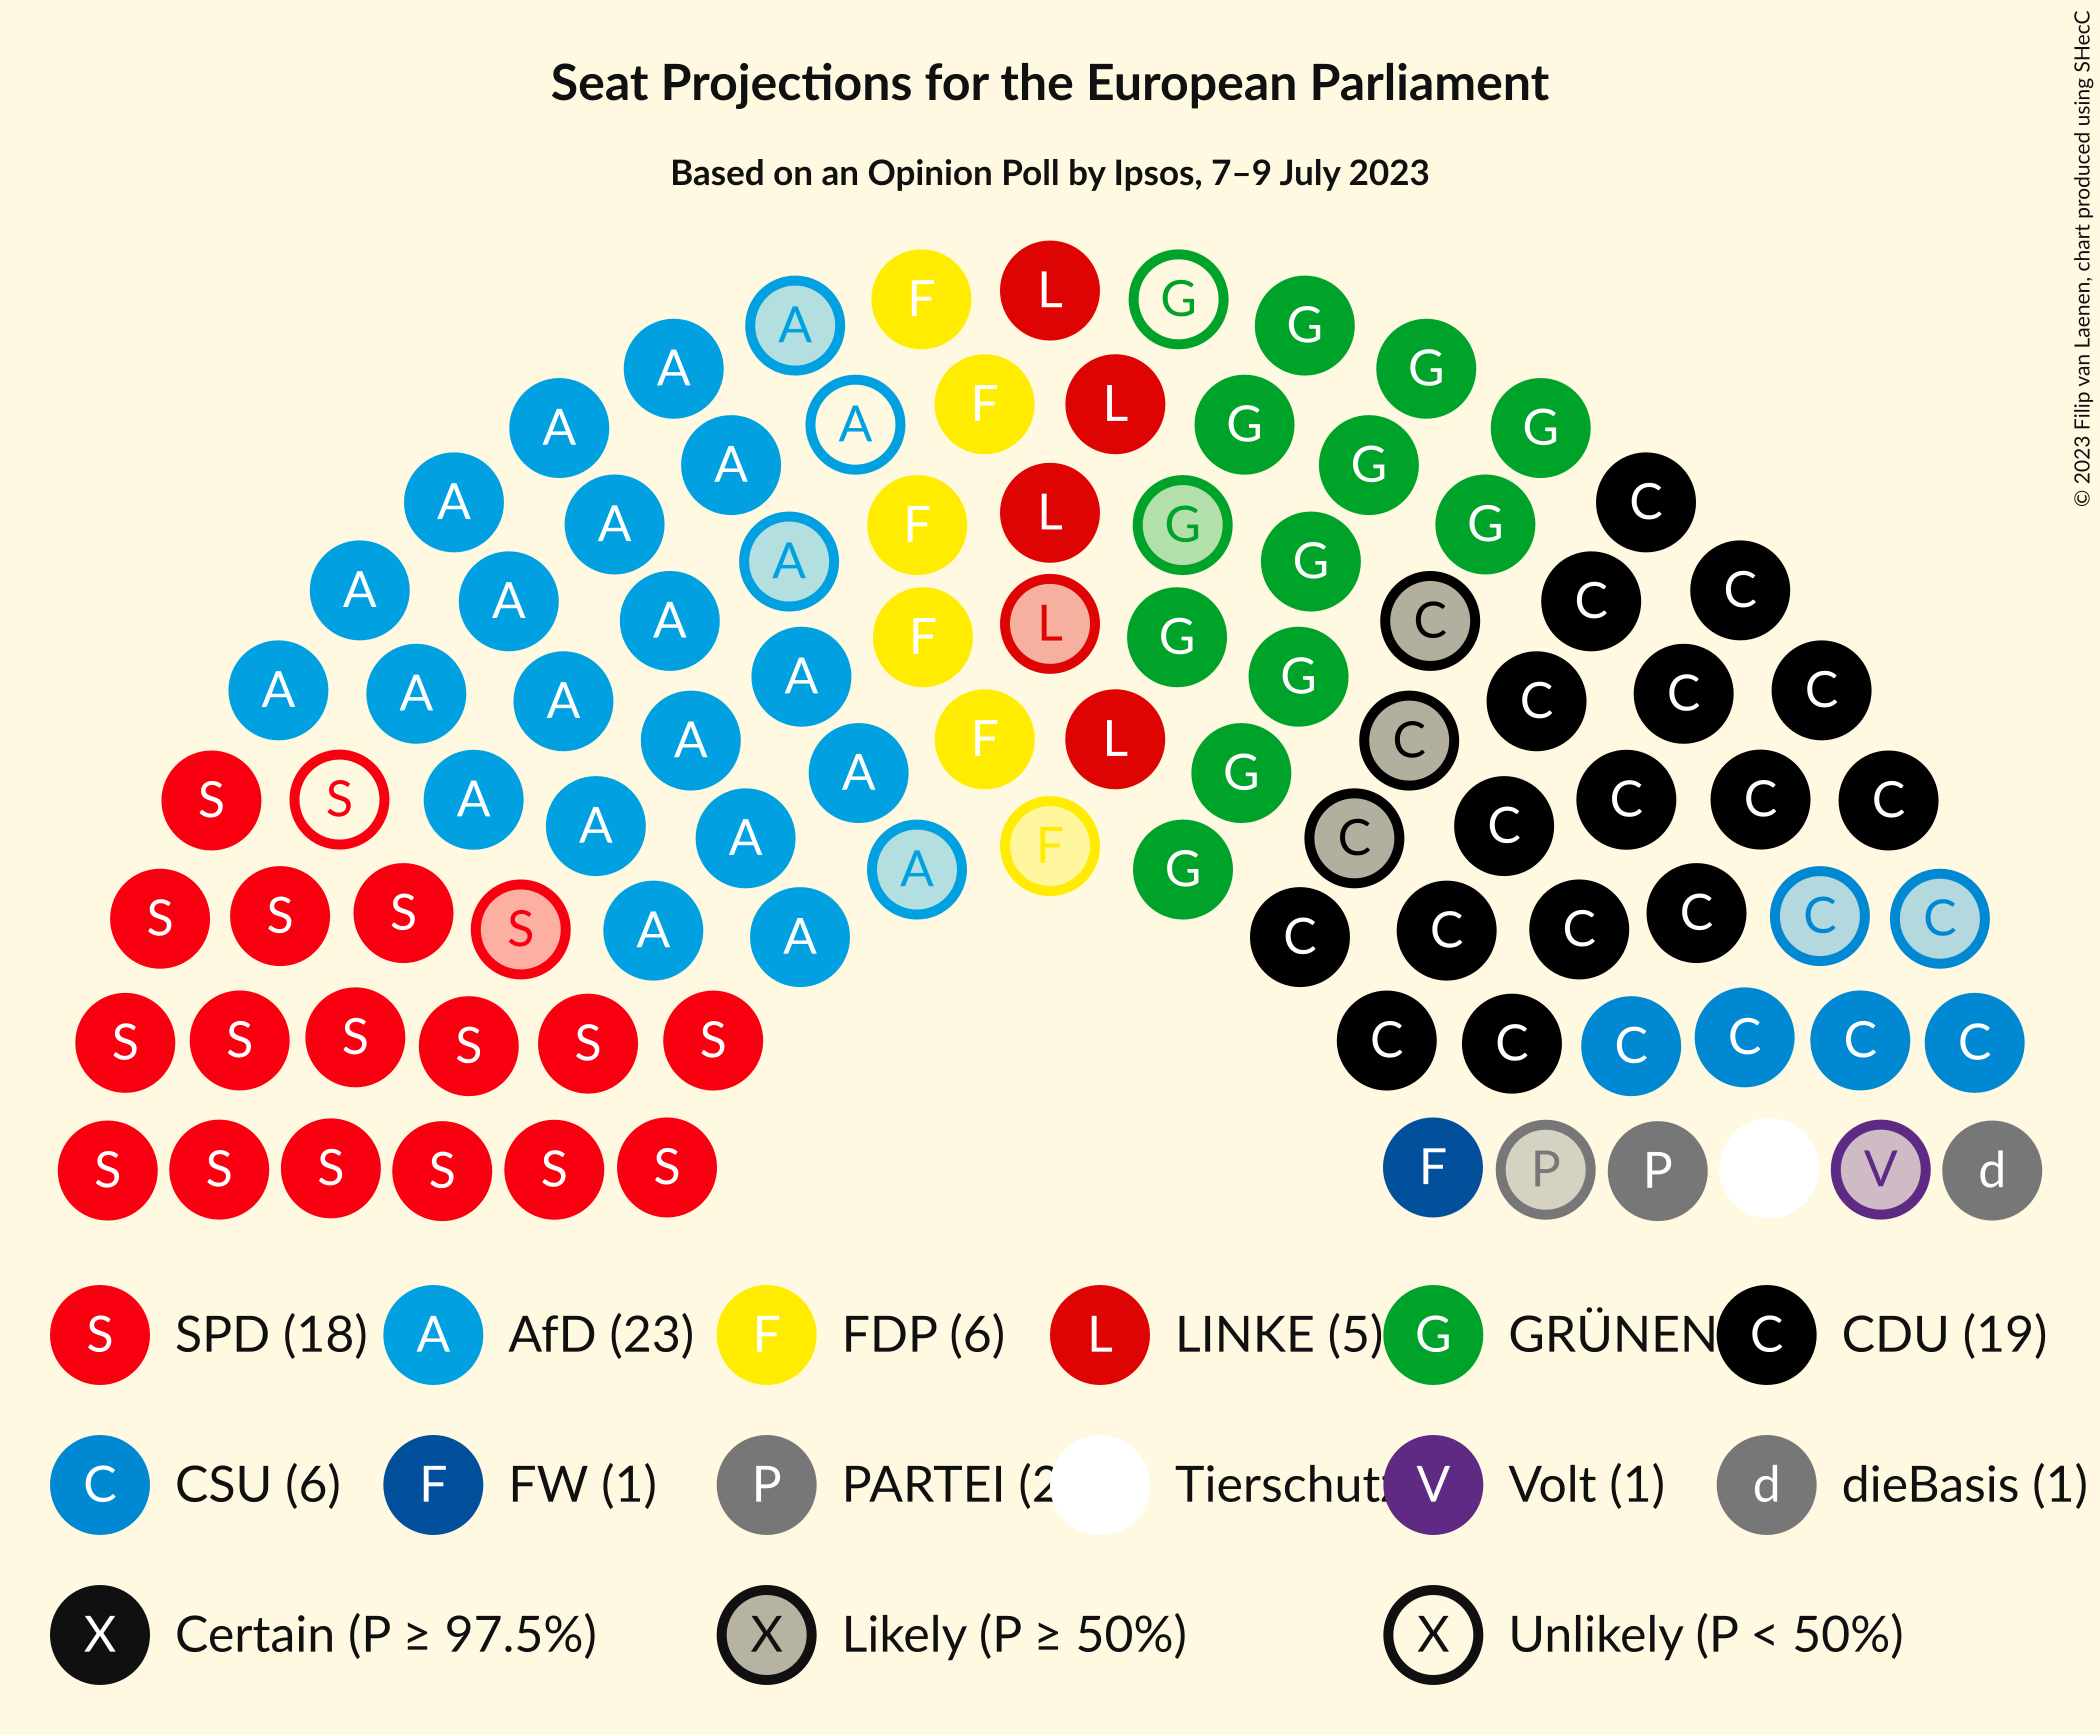 Seat Projections for the European Parliament
Based on an Opinion Poll by Ipsos, 7–9 July 2023
© 2023 Filip van Laenen, chart produced using SHecC
L
F G
A G
A G
F L
A G
A G
A G
L
A C
F G
A G
A C
A G
A C
A C
F L
A G
A C
A C
A G
A C
A C
A C
F L
A C
A G
A C
S C
S C
A C
A C
F
A C
A G
S C
S C
S C
S C
A C
A C
S C
S C
S C
S C
S C
S C
S S S S S S F P P V d
S SPD (18) A AfD (23) F FDP (6) L LINKE (5) G GRÜNEN C CDU (19)
C CSU (6) F FW (1) P PARTEI (2 Tierschutz V Volt (1) d dieBasis (1)
X Certain (P ≥ 97.5%) X Likely (P ≥ 50%) X Unlikely (P < 50%)